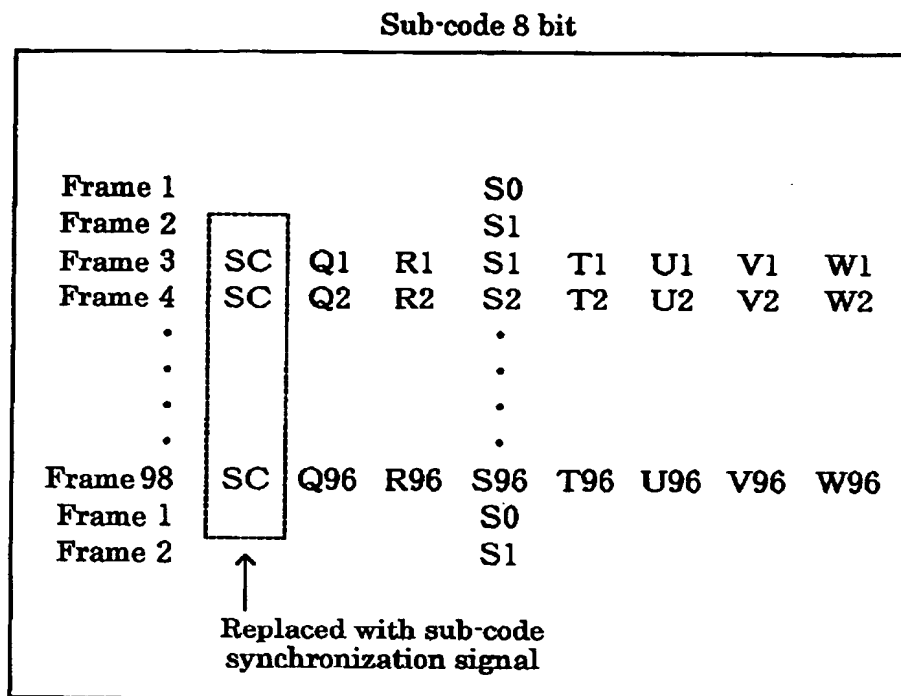 Sub-code 8 bit
Frame 1 S0
Frame 2 S1
Frame 3 SC Q1 R1 S1 T1 U1 V1 W1
Frame 4 SC Q2 R2 S2 T2 U2 V2 W2
Frame 98 SC Q96 R96 S96 T96 U96 V96 W96
Frame 1 S0
Frame 2 S1
Replaced with sub-code
synchronization signal